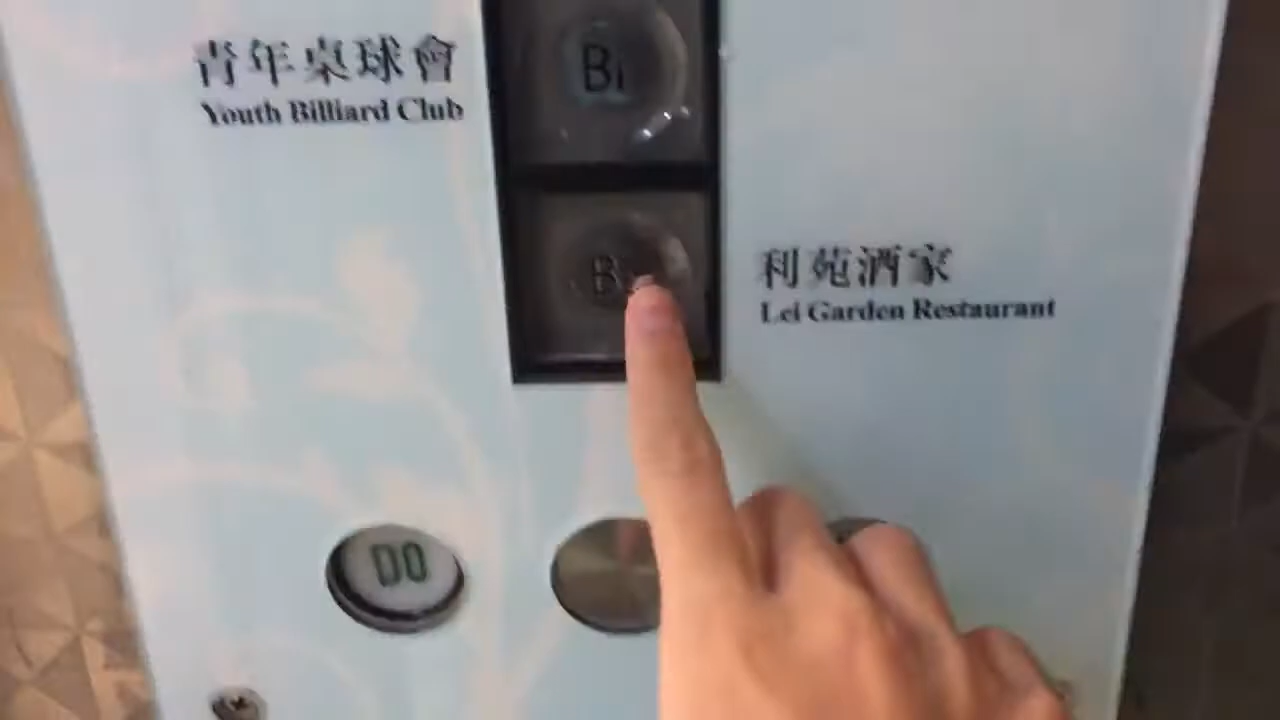 青年桌球會
Youth Billiard Club
B1
利苑酒家
Lei Garden Restaurant
DO